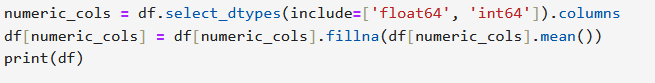 numeric_cols = df.select_dtypes(include=['float64', 'int64']).columns
df[numeric_cols] = df[numeric_cols].fillna(df[numeric_cols].mean())
print(df)